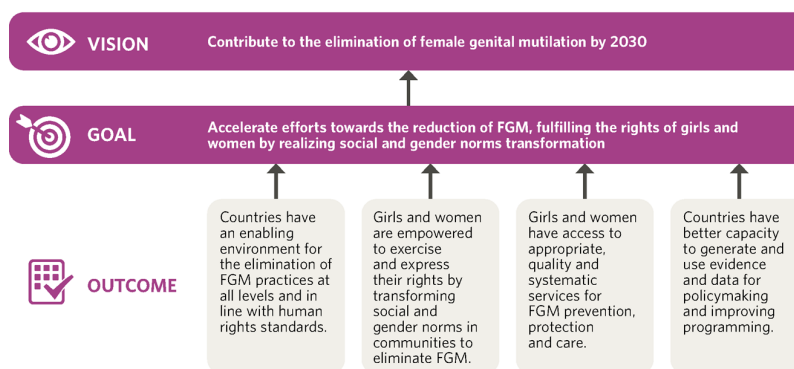 VISION
Contribute to the elimination of female genital mutilation by 2030
GOAL
Accelerate efforts towards the reduction of FGM, fulfilling the rights of girls and
women by realizing social and gender norms transformation
OUTCOME
Countries have
an enabling
environment for
the elimination of
FGM practices at
all levels and in
line with human
rights standards.
Girls and women
are empowered
to exercise
and express
their rights by
transforming
social and
gender norms in
communities to
eliminate FGM.
Girls and women
have access to
appropriate,
quality and
systematic
services for
FGM prevention,
protection
and care.
Countries have
better capacity
to generate and
use evidence
and data for
policymaking
and improving
programming.